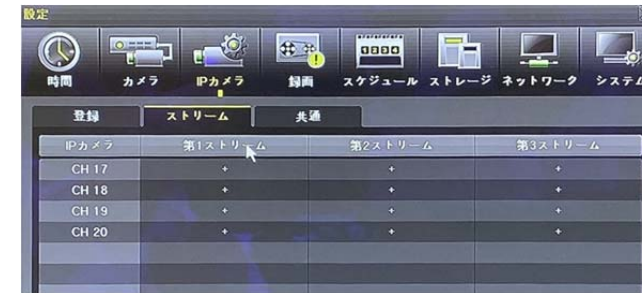 設定
時間 カメラ IPカメラ 録画 スケジュール ストレージ ネットワーク システム
登録 ストリーム 共通
IPカメラ 第1ストリーム 第2ストリーム 第3ストリーム
CH 17 + + +
CH 18 + + +
CH 19 + + +
CH 20 + + +